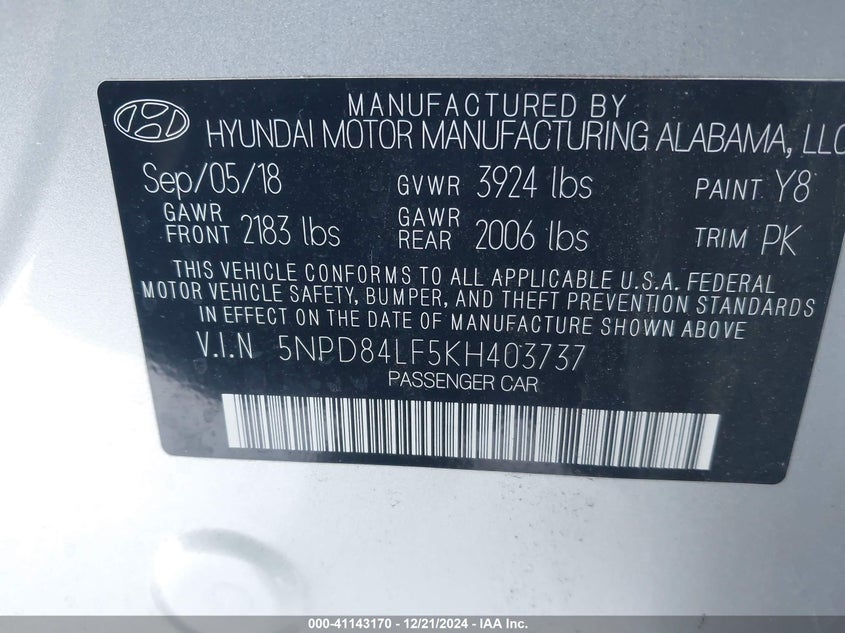 MANUFACTURED BY
HYUNDAI MOTOR MANUFACTURING ALABAMA, LLC
Sep/05/18 GVWR 3924 lbs PAINT Y8
GAWR FRONT 2183 lbs GAWR REAR 2006 lbs TRIM PK
THIS VEHICLE CONFORMS TO ALL APPLICABLE U.S.A. FEDERAL
MOTOR VEHICLE SAFETY, BUMPER, AND THEFT PREVENTION STANDARDS
IN EFFECT ON THE DATE OF MANUFACTURE SHOWN ABOVE
V.I.N 5NPD84LF5KH403737
PASSENGER CAR
000-41143170 - 12/21/2024 - IAA Inc.